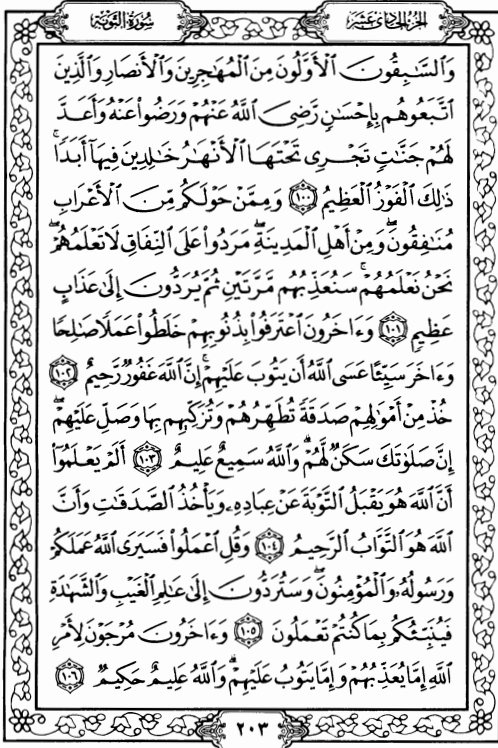 الجزء الحادي عشر
سورة التوبة
وَٱلسَّـٰبِقُونَ ٱلْأَوَّلُونَ مِنَ ٱلْمُهَـٰجِرِينَ وَٱلْأَنصَارِ وَٱلَّذِينَ
ٱتَّبَعُوهُم بِإِحْسَـٰنٍ رَّضِىَ ٱللَّهُ عَنْهُمْ وَرَضُوا۟ عَنْهُ وَأَعَدَّ
لَهُمْ جَنَّـٰتٍ تَجْرِى تَحْتَهَا ٱلْأَنْهَـٰرُ خَـٰلِدِينَ فِيهَآ أَبَدًا ۚ
ذَٰلِكَ ٱلْفَوْزُ ٱلْعَظِيمُ ١٠٠ وَمِمَّنْ حَوْلَكُم مِّنَ ٱلْأَعْرَابِ
مُنَـٰفِقُونَ ۖ وَمِنْ أَهْلِ ٱلْمَدِينَةِ ۖ مَرَدُوا۟ عَلَى ٱلنِّفَاقِ لَا تَعْلَمُهُمْ ۖ
نَحْنُ نَعْلَمُهُمْ ۚ سَنُعَذِّبُهُم مَّرَّتَيْنِ ثُمَّ يُرَدُّونَ إِلَىٰ عَذَابٍ
عَظِيمٍ ١٠١ وَءَاخَرُونَ ٱعْتَرَفُوا۟ بِذُنُوبِهِمْ خَلَطُوا۟ عَمَلًا صَـٰلِحًا
وَءَاخَرَ سَيِّئًا عَسَى ٱللَّهُ أَن يَتُوبَ عَلَيْهِمْ ۚ إِنَّ ٱللَّهَ غَفُورٌ رَّحِيمٌ ١٠٢
خُذْ مِنْ أَمْوَٰلِهِمْ صَدَقَةً تُطَهِّرُهُمْ وَتُزَكِّيهِم بِهَا وَصَلِّ عَلَيْهِمْ ۖ
إِنَّ صَلَوٰتَكَ سَكَنٌ لَّهُمْ ۗ وَٱللَّهُ سَمِيعٌ عَلِيمٌ ١٠٣ أَلَمْ يَعْلَمُوٓا۟
أَنَّ ٱللَّهَ هُوَ يَقْبَلُ ٱلتَّوْبَةَ عَنْ عِبَادِهِۦ وَيَأْخُذُ ٱلصَّدَقَـٰتِ وَأَنَّ
ٱللَّهَ هُوَ ٱلتَّوَّابُ ٱلرَّحِيمُ ١٠٤ وَقُلِ ٱعْمَلُوا۟ فَسَيَرَى ٱللَّهُ عَمَلَكُمْ
وَرَسُولُهُۥ وَٱلْمُؤْمِنُونَ ۖ وَسَتُرَدُّونَ إِلَىٰ عَـٰلِمِ ٱلْغَيْبِ وَٱلشَّهَـٰدَةِ
فَيُنَبِّئُكُم بِمَا كُنتُمْ تَعْمَلُونَ ١٠٥ وَءَاخَرُونَ مُرْجَوْنَ لِأَمْرِ
ٱللَّهِ إِمَّا يُعَذِّبُهُمْ وَإِمَّا يَتُوبُ عَلَيْهِمْ ۗ وَٱللَّهُ عَلِيمٌ حَكِيمٌ ١٠٦
٢٠٣